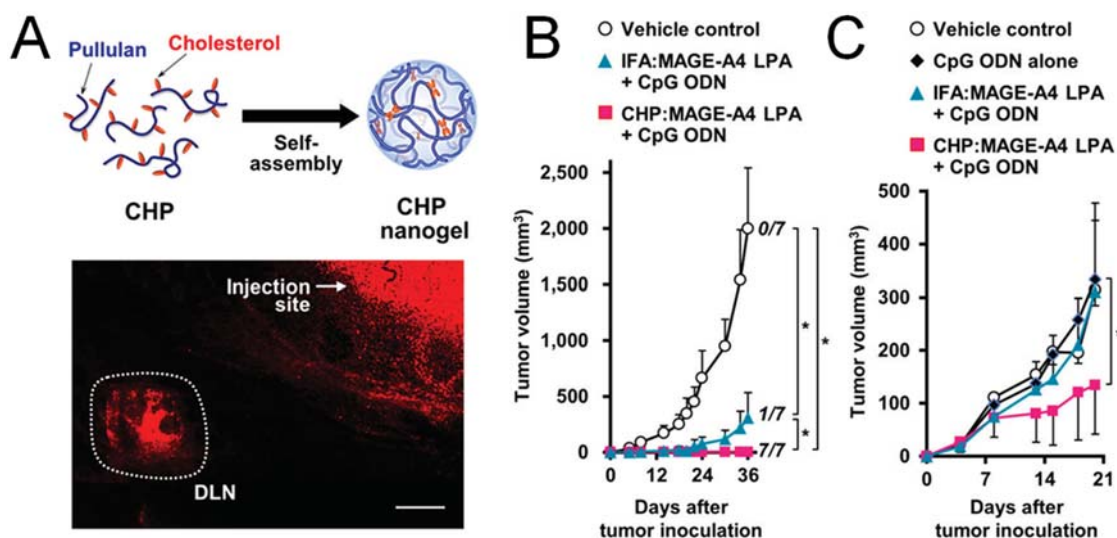 A
Pullulan
Cholesterol
Self-
assembly
CHP
CHP
nanogel
Injection
site
DLN
B
Vehicle control
IFA:MAGE-A4 LPA
+ CpG ODN
CHP:MAGE-A4 LPA
+ CpG ODN
Tumor volume (mm³)
2,500
2,000
1,500
1,000
500
0
0/7
1/7
7/7
*
*
*
0 12 24 36
Days after
tumor inoculation
C
Vehicle control
CpG ODN alone
IFA:MAGE-A4 LPA
+ CpG ODN
CHP:MAGE-A4 LPA
+ CpG ODN
Tumor volume (mm³)
500
400
300
200
100
0
0 7 14 21
Days after
tumor inoculation